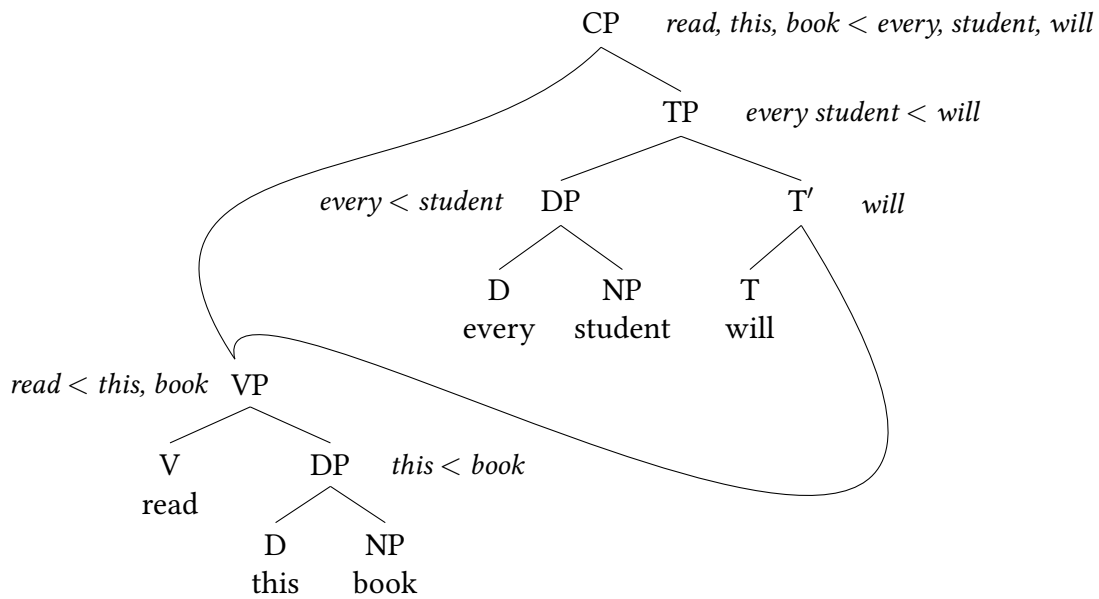 CP read, this, book < every, student, will
TP every student < will
every < student DP T′ will
D NP T
every student will
read < this, book VP
V DP this < book
read
D NP
this book